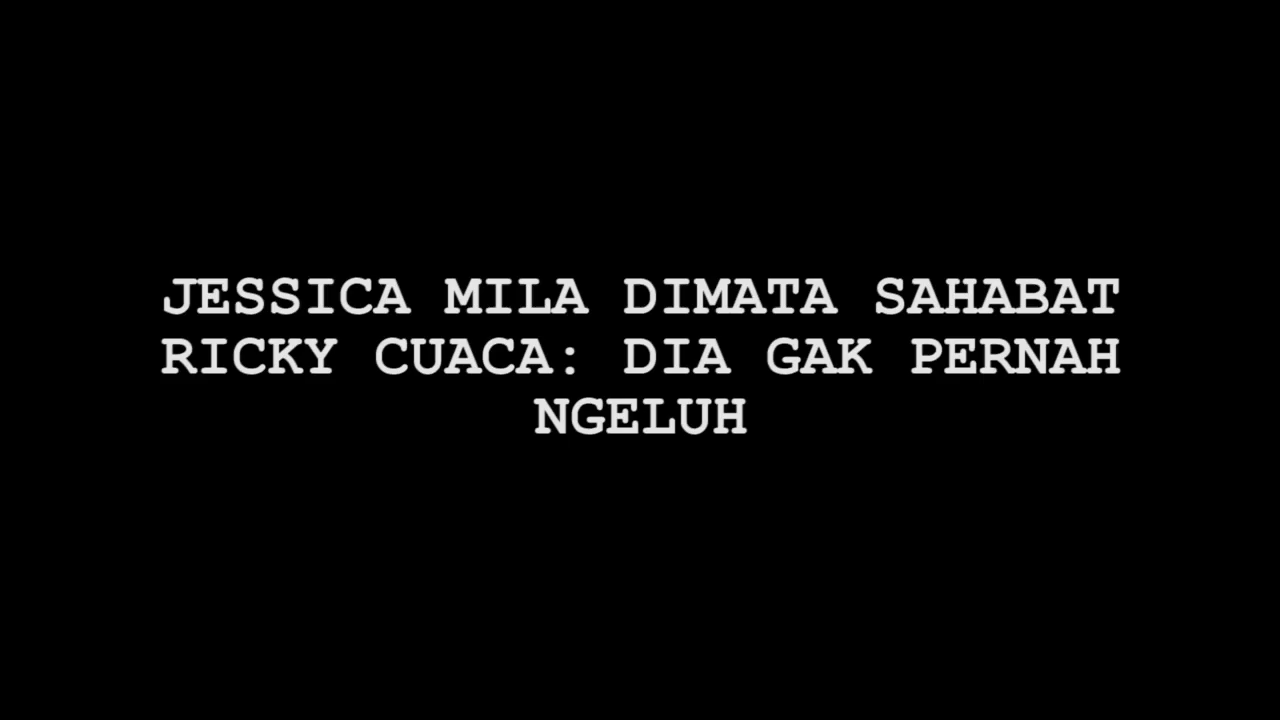 JESSICA MILA DIMATA SAHABAT
RICKY CUACA: DIA GAK PERNAH
NGELUH